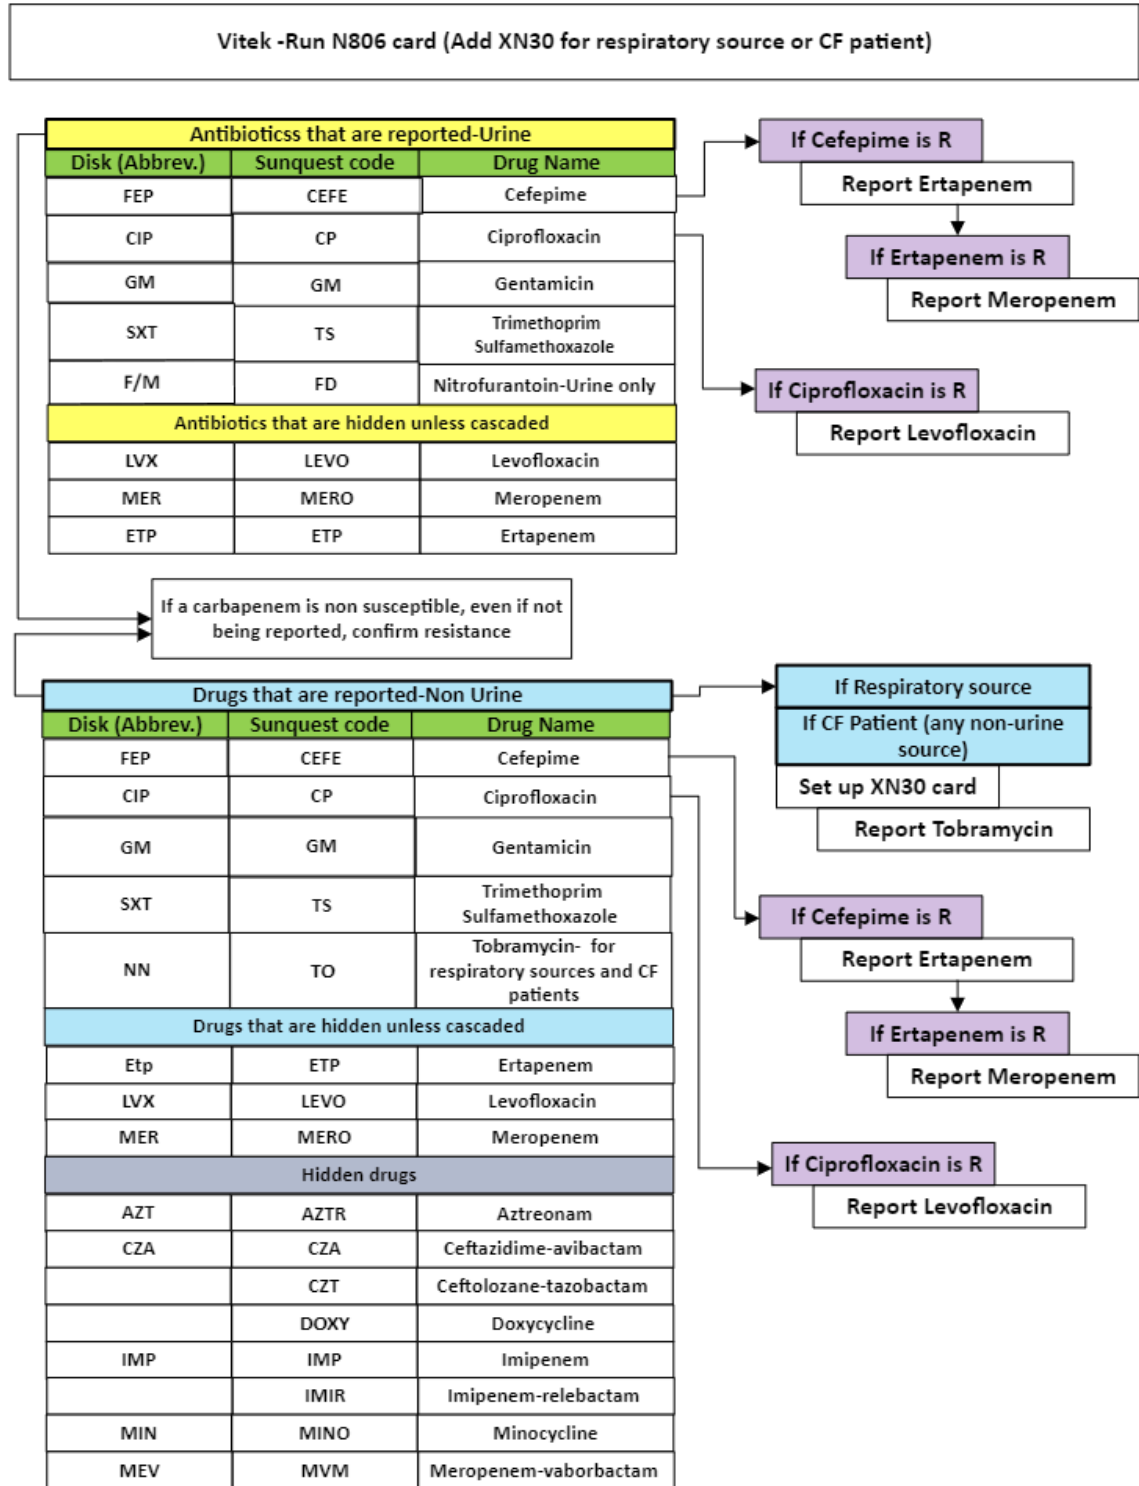 Vitek -Run N806 card (Add XN30 for respiratory source or CF patient)
Antibioticss that are reported-Urine
Disk (Abbrev.) Sunquest code Drug Name
FEP CEFE Cefepime
CIP CP Ciprofloxacin
GM GM Gentamicin
SXT TS Trimethoprim
Sulfamethoxazole
F/M FD Nitrofurantoin-Urine only
Antibiotics that are hidden unless cascaded
LVX LEVO Levofloxacin
MER MERO Meropenem
ETP ETP Ertapenem
If Cefepime is R
Report Ertapenem
If Ertapenem is R
Report Meropenem
If Ciprofloxacin is R
Report Levofloxacin
If a carbapenem is non susceptible, even if not
being reported, confirm resistance
Drugs that are reported-Non Urine
Disk (Abbrev.) Sunquest code Drug Name
FEP CEFE Cefepime
CIP CP Ciprofloxacin
GM GM Gentamicin
SXT TS Trimethoprim
Sulfamethoxazole
NN TO Tobramycin- for
respiratory sources and CF
patients
Drugs that are hidden unless cascaded
Etp ETP Ertapenem
LVX LEVO Levofloxacin
MER MERO Meropenem
Hidden drugs
AZT AZTR Aztreonam
CZA CZA Ceftazidime-avibactam
CZT Ceftolozane-tazobactam
DOXY Doxycycline
IMP IMP Imipenem
IMIR Imipenem-relebactam
MIN MINO Minocycline
MEV MVM Meropenem-vaborbactam
If Respiratory source
If CF Patient (any non-urine
source)
Set up XN30 card
Report Tobramycin
If Cefepime is R
Report Ertapenem
If Ertapenem is R
Report Meropenem
If Ciprofloxacin is R
Report Levofloxacin